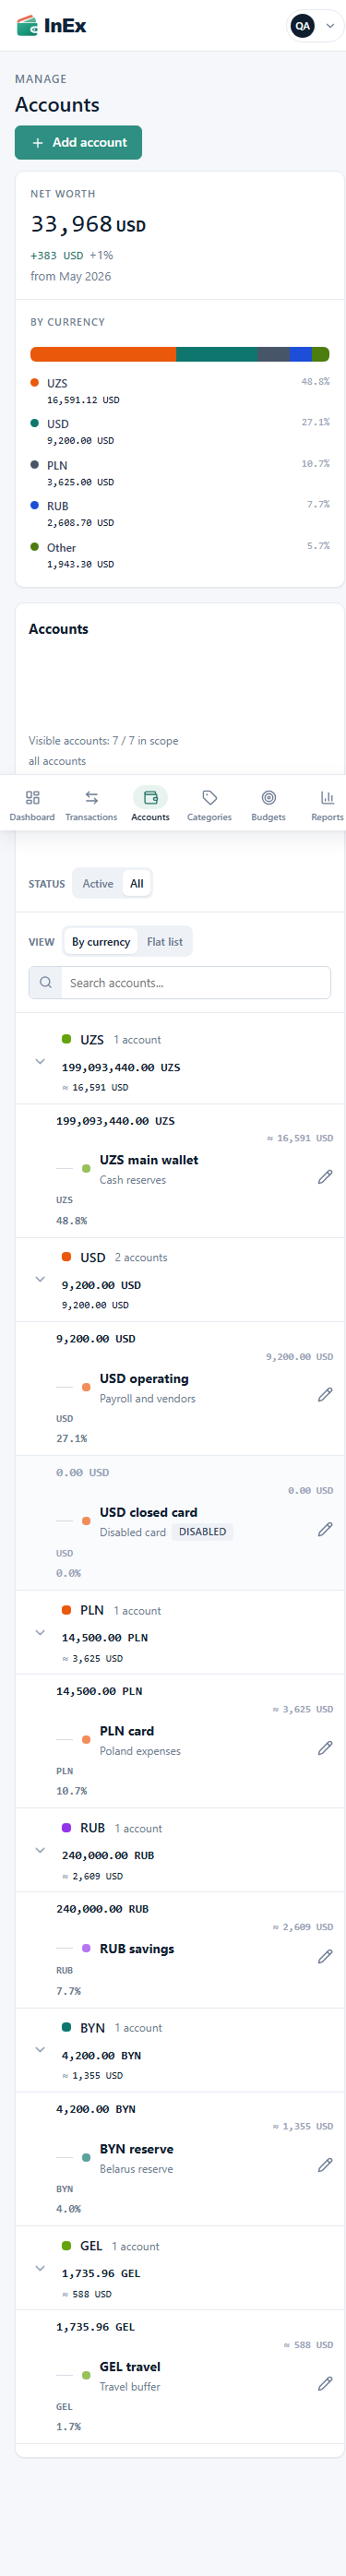 InEx
QA
MANAGE
Accounts
Add account
NET WORTH
33,968 USD
+383 USD +1%
from May 2026
BY CURRENCY
UZS 48.8%
16,591.12 USD
USD 27.1%
9,200.00 USD
PLN 10.7%
3,625.00 USD
RUB 7.7%
2,608.70 USD
Other 5.7%
1,943.30 USD
Accounts
Visible accounts: 7 / 7 in scope
all accounts
Dashboard Transactions Accounts Categories Budgets Reports
STATUS Active All
VIEW By currency Flat list
Search accounts...
UZS 1 account
199,093,440.00 UZS
≈ 16,591 USD
199,093,440.00 UZS
≈ 16,591 USD
UZS main wallet
Cash reserves
UZS
48.8%
USD 2 accounts
9,200.00 USD
9,200.00 USD
9,200.00 USD
9,200.00 USD
USD operating
Payroll and vendors
USD
27.1%
0.00 USD
0.00 USD
USD closed card
Disabled card DISABLED
USD
0.0%
PLN 1 account
14,500.00 PLN
≈ 3,625 USD
14,500.00 PLN
≈ 3,625 USD
PLN card
Poland expenses
PLN
10.7%
RUB 1 account
240,000.00 RUB
≈ 2,609 USD
240,000.00 RUB
≈ 2,609 USD
RUB savings
RUB
7.7%
BYN 1 account
4,200.00 BYN
≈ 1,355 USD
4,200.00 BYN
≈ 1,355 USD
BYN reserve
Belarus reserve
BYN
4.0%
GEL 1 account
1,735.96 GEL
≈ 588 USD
1,735.96 GEL
≈ 588 USD
GEL travel
Travel buffer
GEL
1.7%